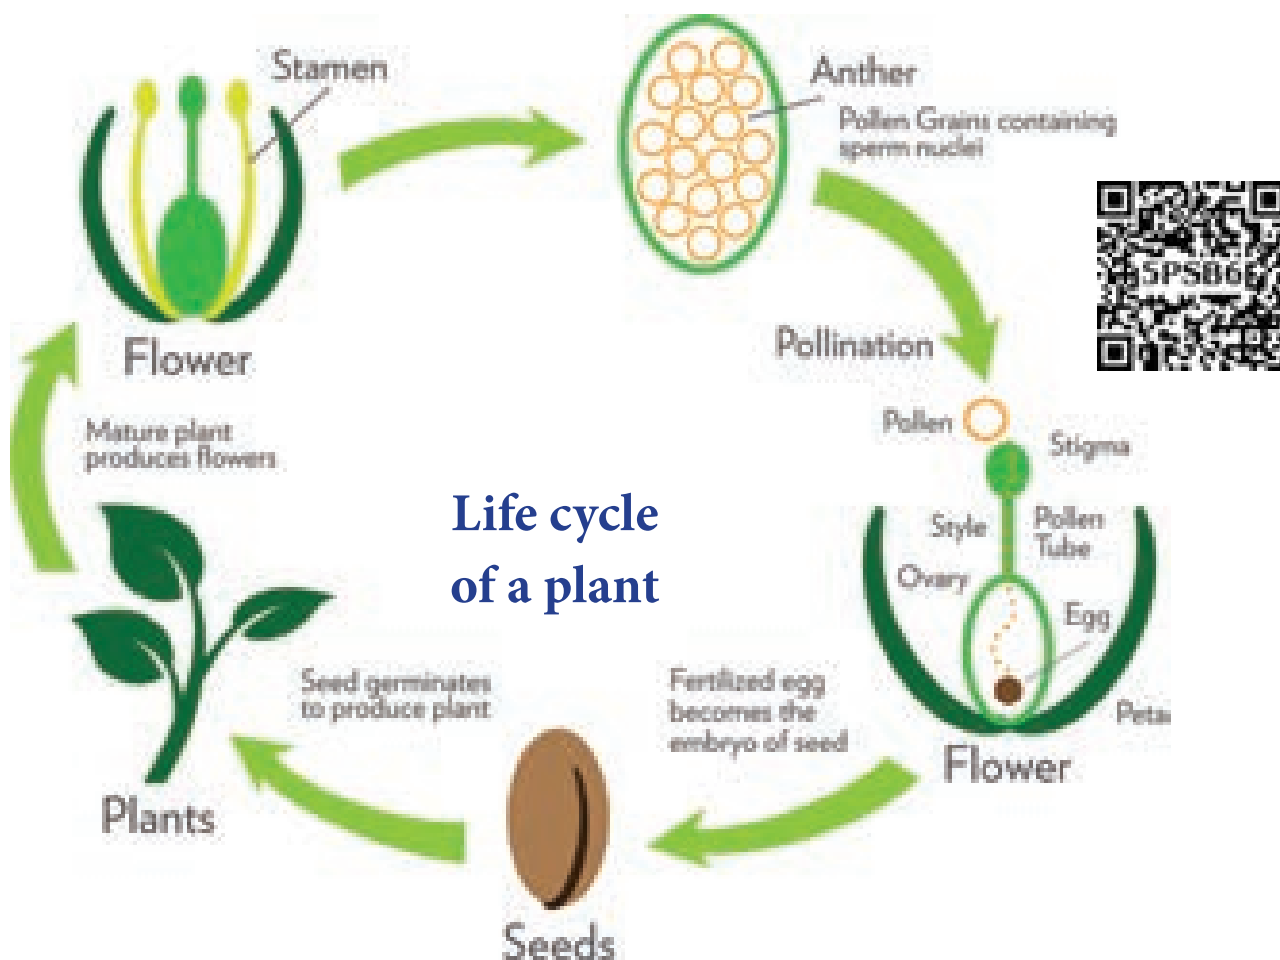 Stamen
Anther
Pollen Grains containing
sperm nuclei
5PSB6
Flower
Pollination
Pollen
Stigma
Mature plant
produces flowers
Life cycle
of a plant
Style
Pollen
Tube
Ovary
Egg
Seed germinates
to produce plant
Fertilized egg
becomes the
embryo of seed
Peta
Flower
Plants
Seeds